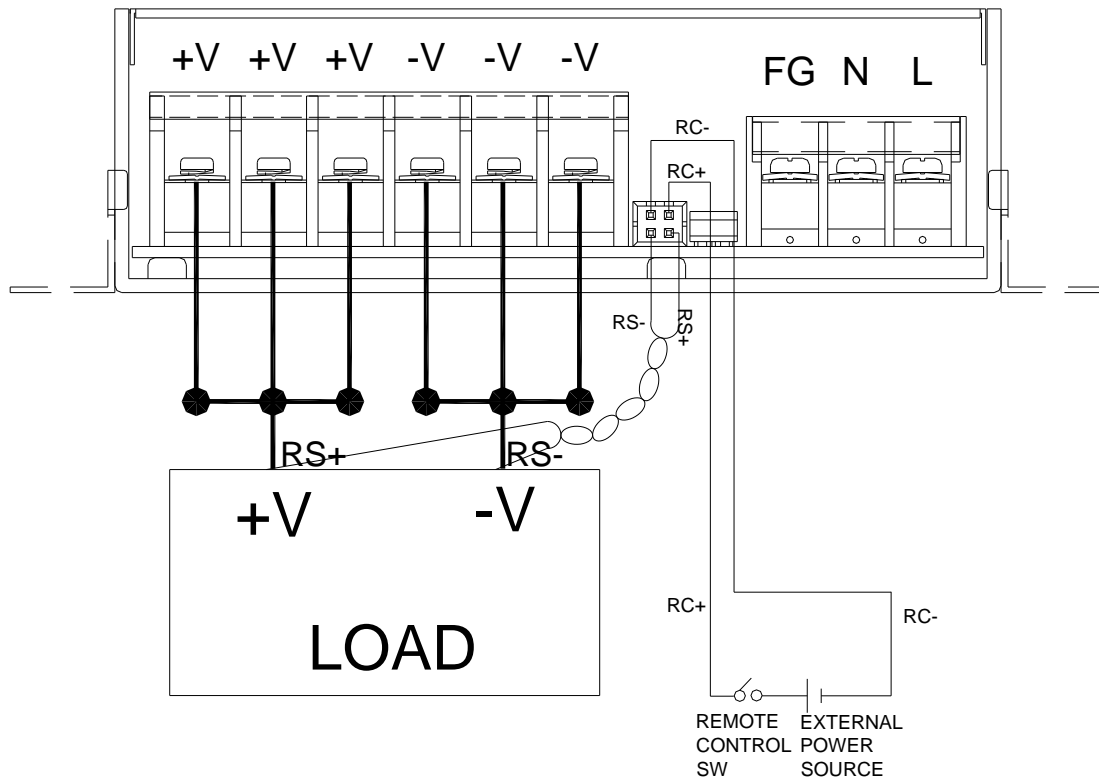 +V +V +V -V -V -V
FG N L
RC-
RC+
RS-
RS+
RS+
RS-
+V
-V
LOAD
RC+
RC-
REMOTE
CONTROL
SW
EXTERNAL
POWER
SOURCE